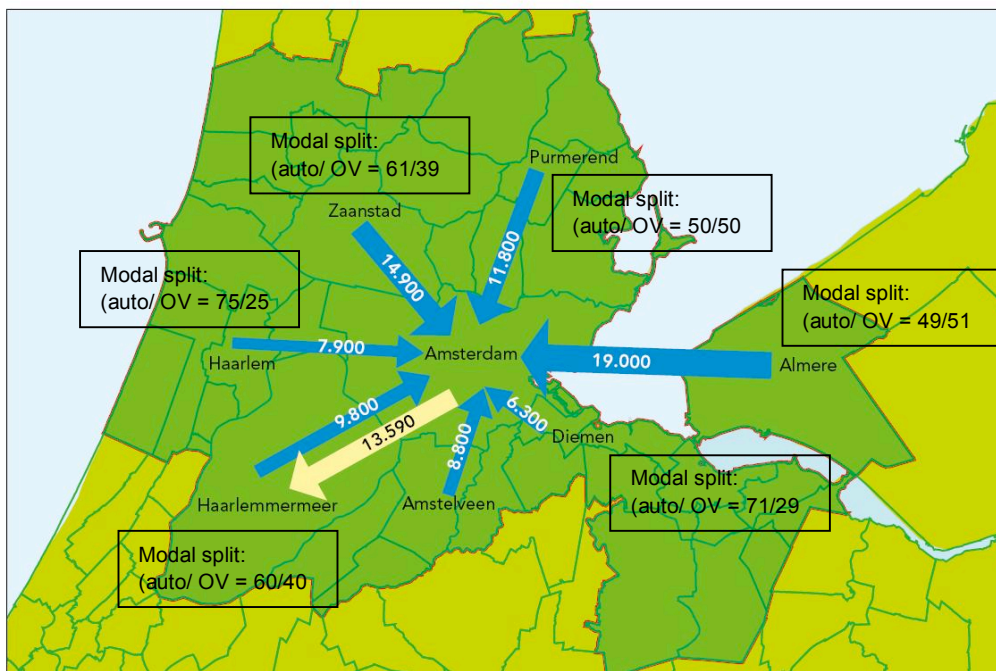 Modal split:
(auto/ OV = 61/39
Purmerend
Modal split:
(auto/ OV = 50/50
Zaanstad
14.900
11.800
Modal split:
(auto/ OV = 75/25
Modal split:
(auto/ OV = 49/51
Haarlem
7.900
Amsterdam
19.000
Almere
9.800
13.590
8.800
6.300
Diemen
Haarlemmermeer
Amstelveen
Modal split:
(auto/ OV = 71/29
Modal split:
(auto/ OV = 60/40